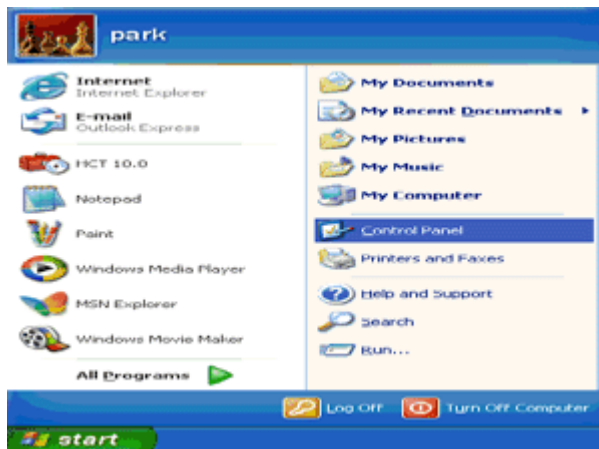 park
Internet
Internet Explorer
E-mail
Outlook Express
HCT 10.0
Notepad
Paint
Windows Media Player
MSN Explorer
Windows Movie Maker
All Programs
My Documents
My Recent Documents
My Pictures
My Music
My Computer
Control Panel
Printers and Faxes
Help and Support
Search
Run...
Log Off
Turn Off Computer
start